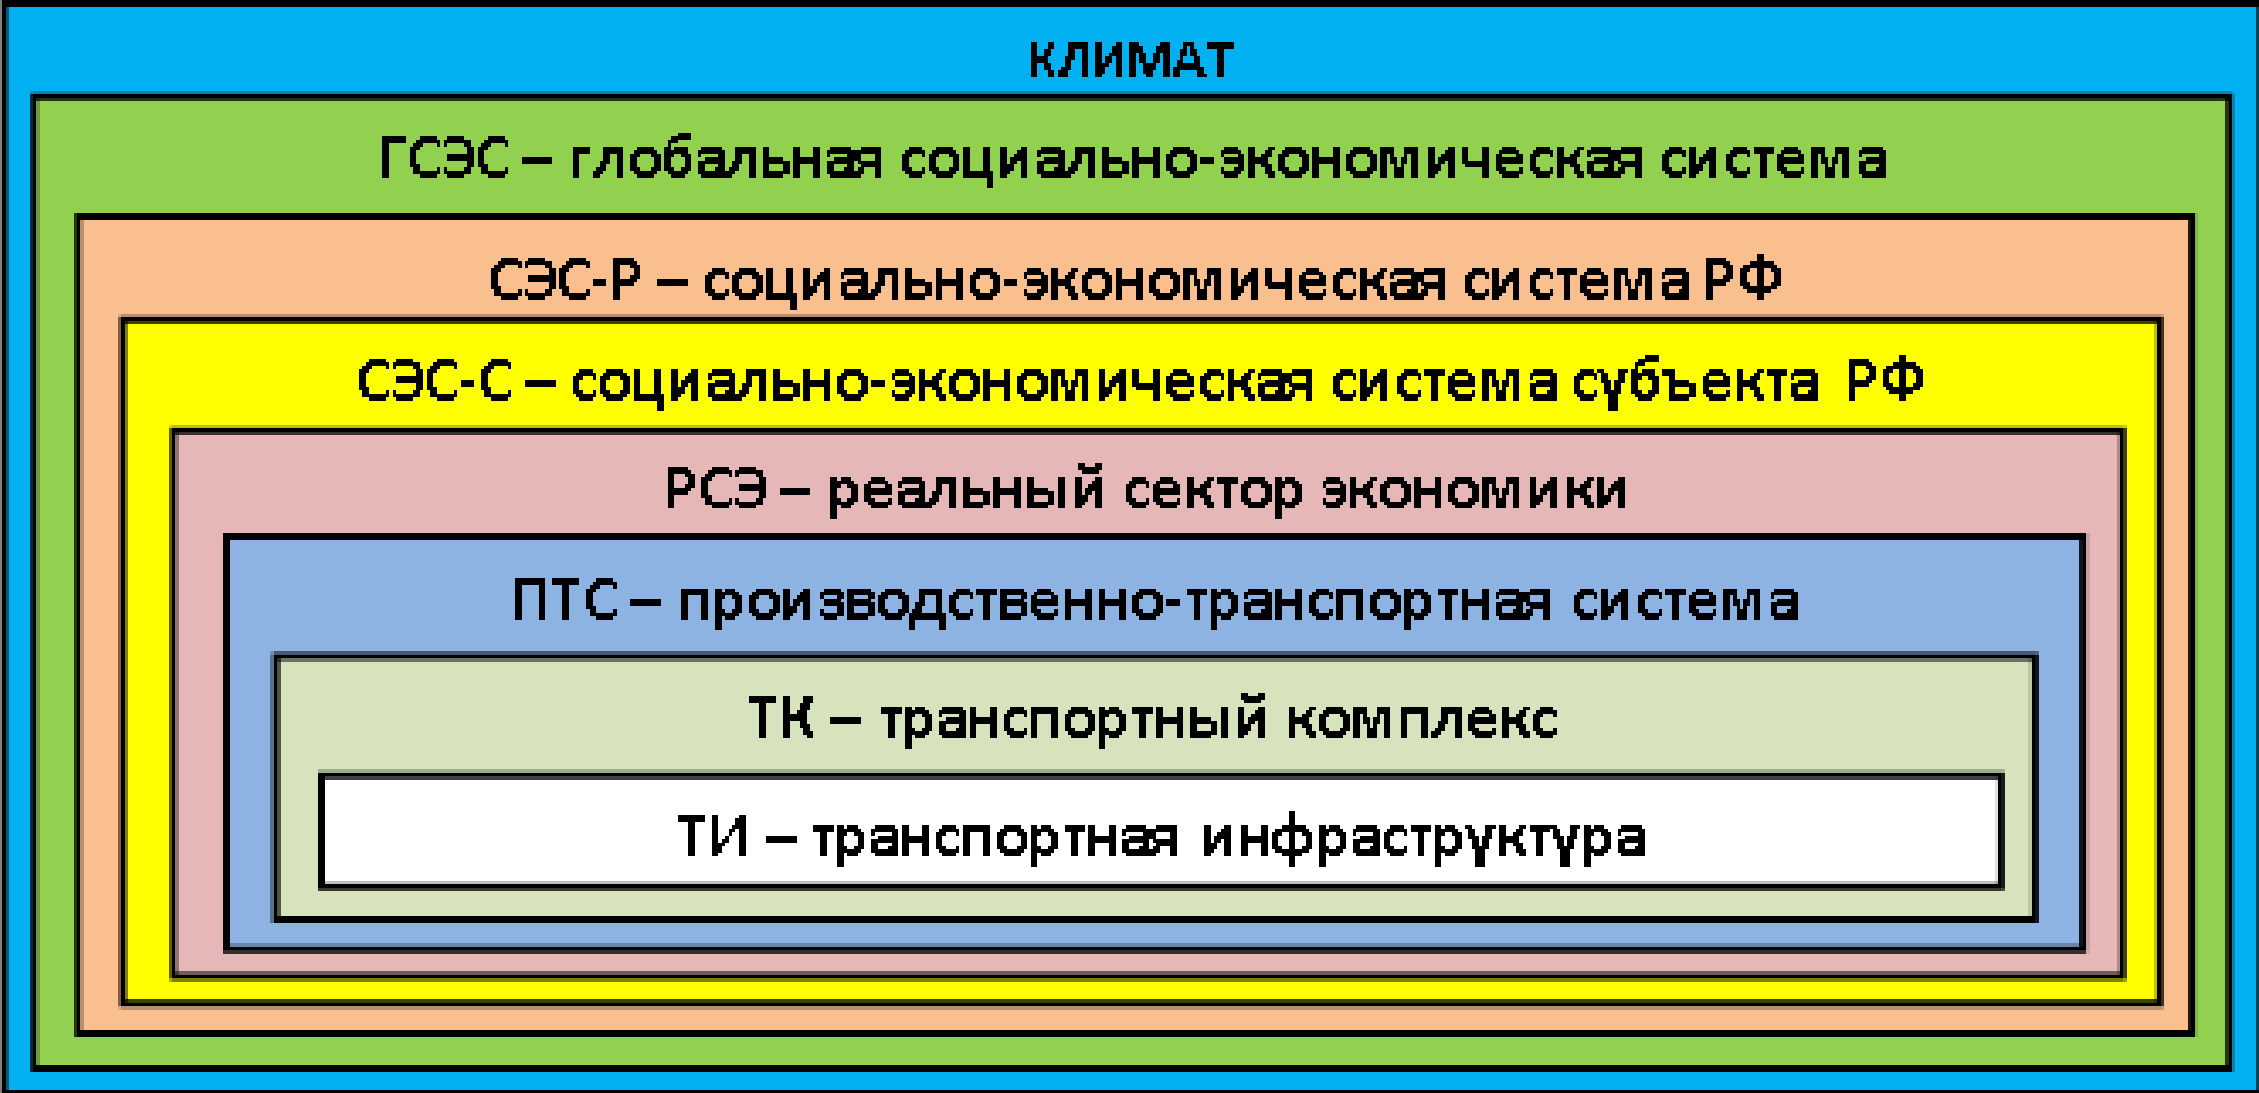 КЛИМАТ
ГСЭС – глобальная социально-экономическая система
СЭС-Р – социально-экономическая система РФ
СЭС-С – социально-экономическая система субъекта РФ
РСЭ – реальный сектор экономики
ПТС – производственно-транспортная система
ТК – транспортный комплекс
ТИ – транспортная инфраструктура